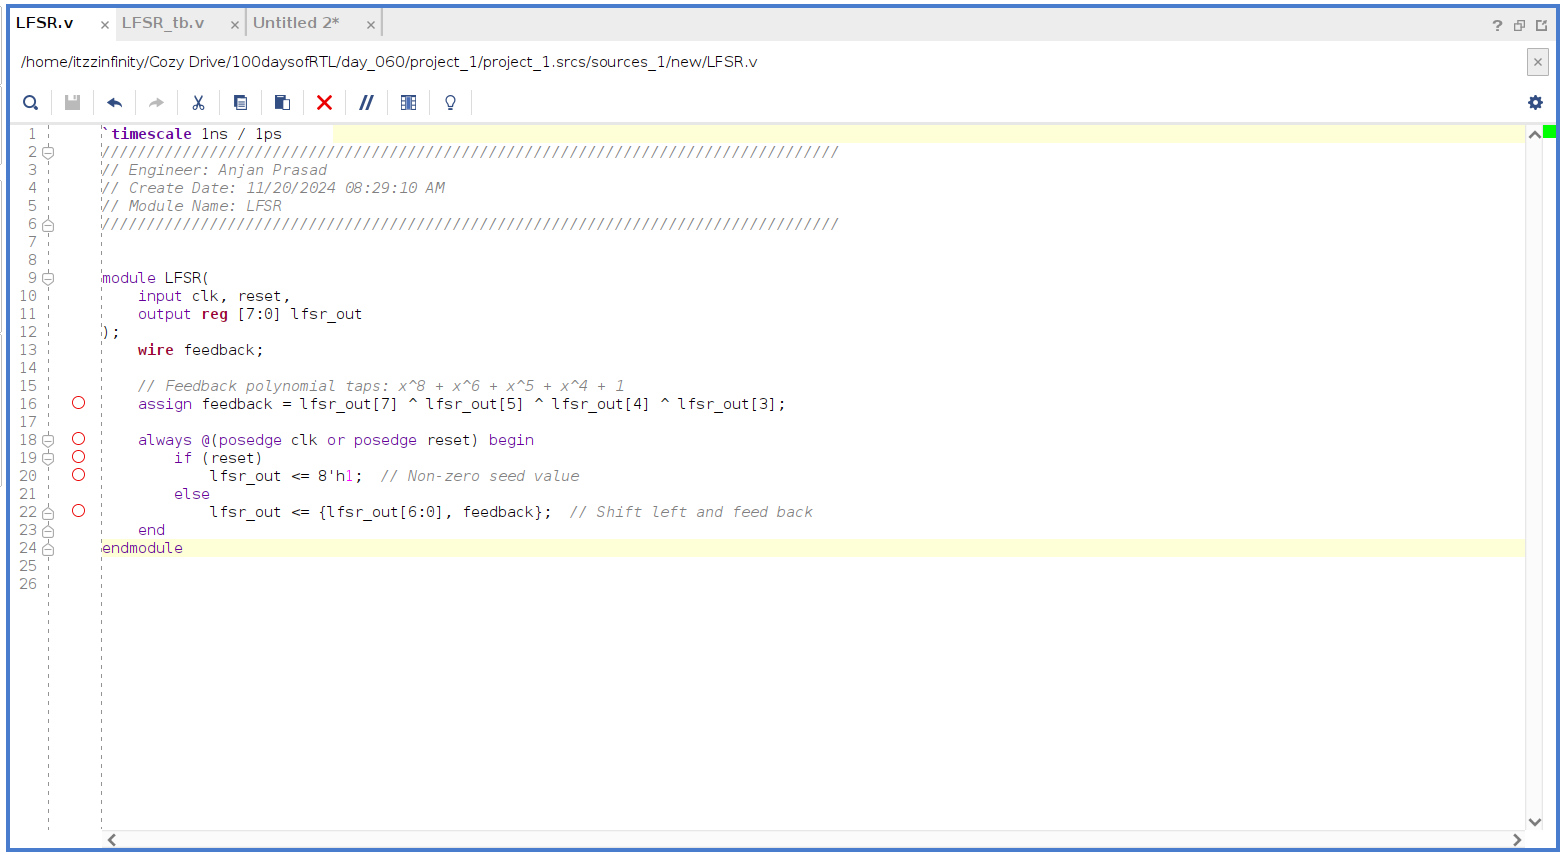 LFSR.v × LFSR_tb.v × Untitled 2* × ?
/home/itzzinfinity/Cozy Drive/100daysofRTL/day_060/project_1/project_1.srcs/sources_1/new/LFSR.v ×
1 `timescale 1ns / 1ps
2 //////////////////////////////////////////////////////////////////////////////////
3 // Engineer: Anjan Prasad
4 // Create Date: 11/20/2024 08:29:10 AM
5 // Module Name: LFSR
6 //////////////////////////////////////////////////////////////////////////////////
7
8
9 module LFSR(
10     input clk, reset,
11     output reg [7:0] lfsr_out
12 );
13     wire feedback;
14
15     // Feedback polynomial taps: x^8 + x^6 + x^5 + x^4 + 1
16     assign feedback = lfsr_out[7] ^ lfsr_out[5] ^ lfsr_out[4] ^ lfsr_out[3];
17
18     always @(posedge clk or posedge reset) begin
19         if (reset)
20             lfsr_out <= 8'h1;  // Non-zero seed value
21         else
22             lfsr_out <= {lfsr_out[6:0], feedback};  // Shift left and feed back
23     end
24 endmodule
25
26